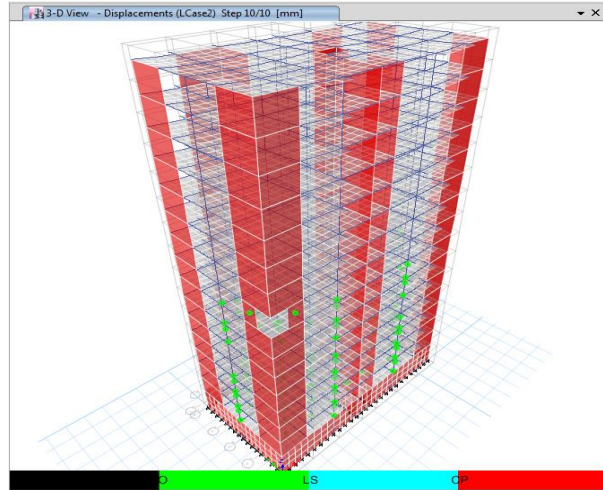 3-D View - Displacements (LCase2) Step 10/10 [mm]
IO LS CP